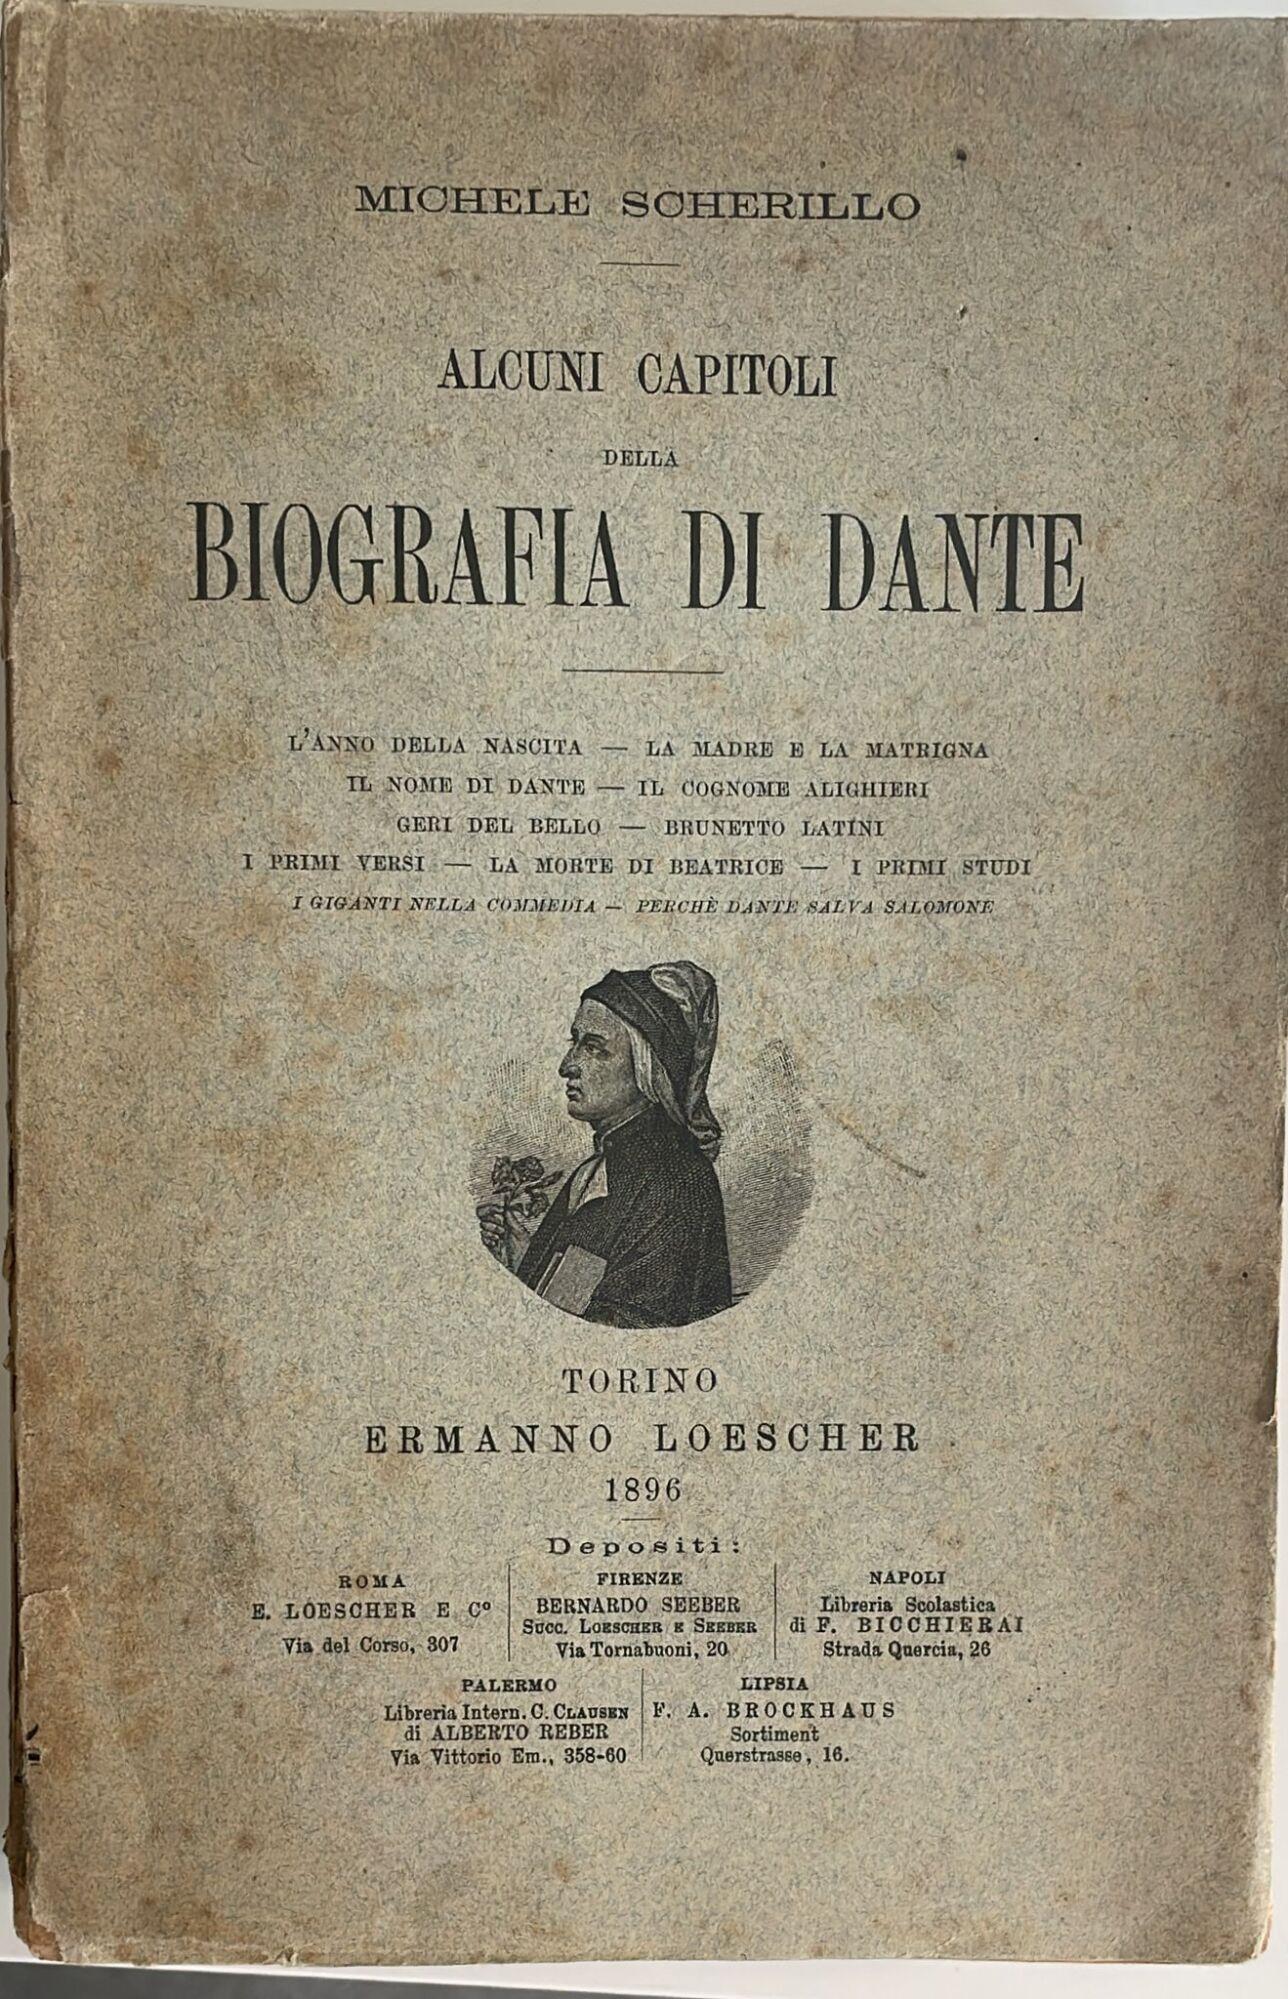 MICHELE SCHERILLO
ALCUNI CAPITOLI
DELLA
BIOGRAFIA DI DANTE
L'ANNO DELLA NASCITA — LA MADRE E LA MATRIGNA
IL NOME DI DANTE — IL COGNOME ALIGHIERI
GERI DEL BELLO — BRUNETTO LATINI
I PRIMI VERSI — LA MORTE DI BEATRICE — I PRIMI STUDI
I GIGANTI NELLA COMMEDIA — PERCHÈ DANTE SALVA SALOMONE
TORINO
ERMANNO LOESCHER
1896
Depositi:
ROMA
E. LOESCHER E Cº
Via del Corso, 307
FIRENZE
BERNARDO SEEBER
SUCC. LOESCHER E SEEBER
Via Tornabuoni, 20
NAPOLI
Libreria Scolastica
di F. BICCHIERAI
Strada Quercia, 26
PALERMO
Libreria Intern. C. CLAUSEN
di ALBERTO REBER
Via Vittorio Em., 358-60
LIPSIA
F. A. BROCKHAUS
Sortiment
Querstrasse, 16.